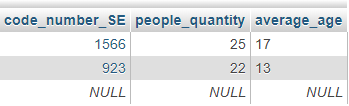 code_number_SE people_quantity average_age
1566 25 17
923 22 13
NULL NULL NULL